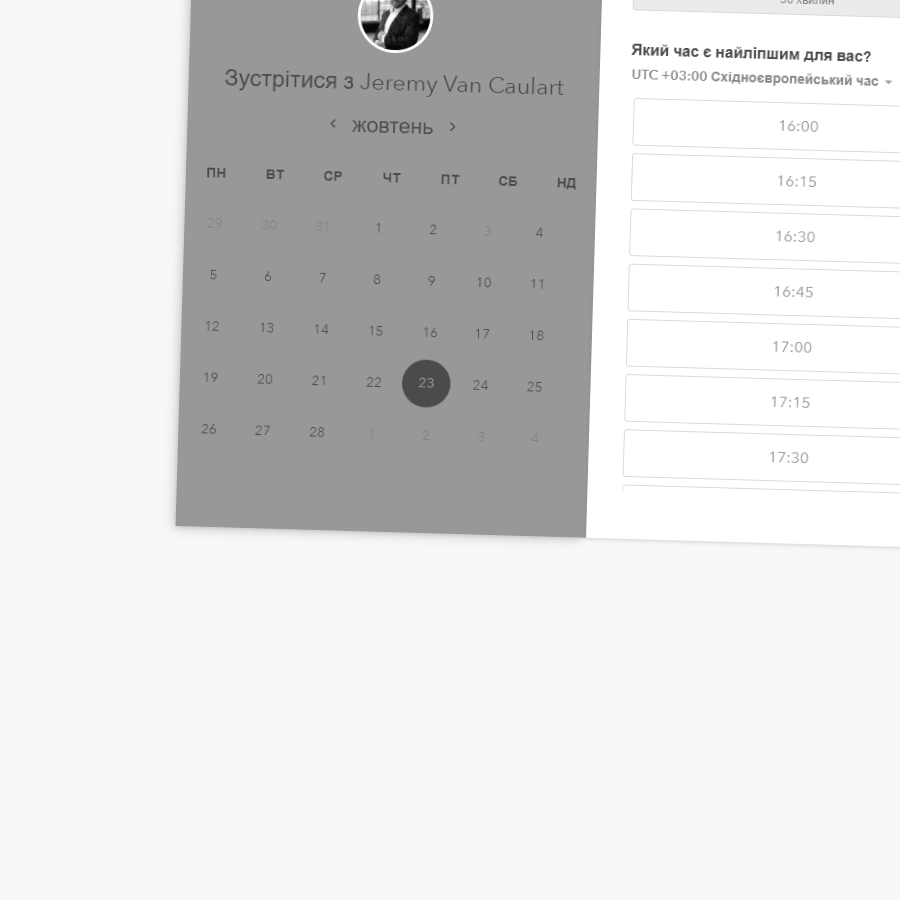 Зустрітися з Jeremy Van Caulart
‹ жовтень ›
ПН ВТ СР ЧТ ПТ СБ НД
29 30 31 1 2 3 4
5 6 7 8 9 10 11
12 13 14 15 16 17 18
19 20 21 22 23 24 25
26 27 28 1 2 3 4
30 хвилин
Який час є найліпшим для вас?
UTC +03:00 Східноєвропейський час
16:00
16:15
16:30
16:45
17:00
17:15
17:30